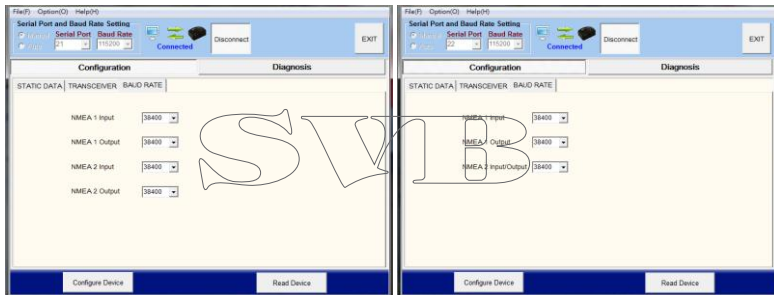 File(F) Option(O) Help(H)
Serial Port and Baud Rate Setting
Manual Serial Port Baud Rate
Auto 21 115200
Connected
Disconnect
EXIT
Configuration Diagnosis
STATIC DATA TRANSCEIVER BAUD RATE
NMEA 1 Input 38400
NMEA 1 Output 38400
NMEA 2 Input 38400
NMEA 2 Output 38400
Configure Device Read Device
File(F) Option(O) Help(H)
Serial Port and Baud Rate Setting
Manual Serial Port Baud Rate
Auto 22 115200
Connected
Disconnect
EXIT
Configuration Diagnosis
STATIC DATA TRANSCEIVER BAUD RATE
NMEA 1 Input 38400
NMEA 1 Output 38400
NMEA 2 Input/Output 38400
Configure Device Read Device
SVB